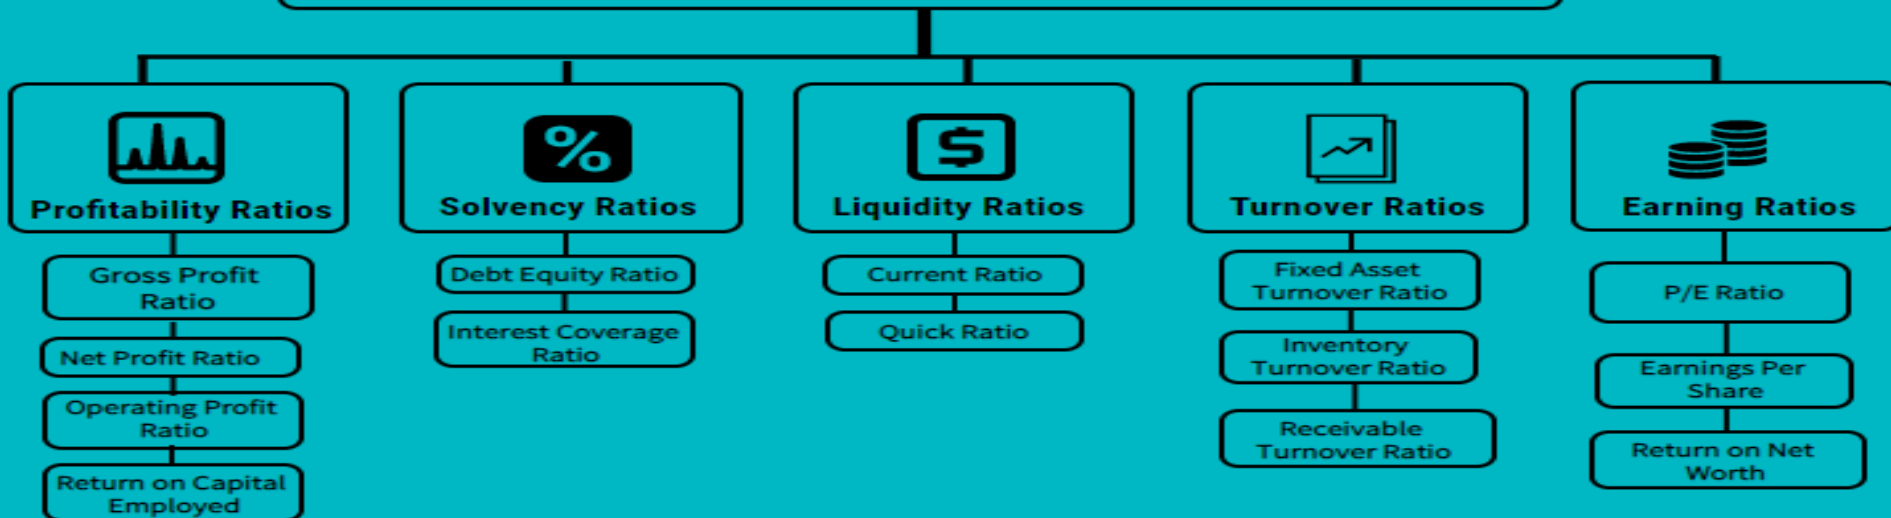 Profitability Ratios
Gross Profit
Ratio
Net Profit Ratio
Operating Profit
Ratio
Return on Capital
Employed
%
Solvency Ratios
Debt Equity Ratio
Interest Coverage
Ratio
$
Liquidity Ratios
Current Ratio
Quick Ratio
Turnover Ratios
Fixed Asset
Turnover Ratio
Inventory
Turnover Ratio
Receivable
Turnover Ratio
Earning Ratios
P/E Ratio
Earnings Per
Share
Return on Net
Worth